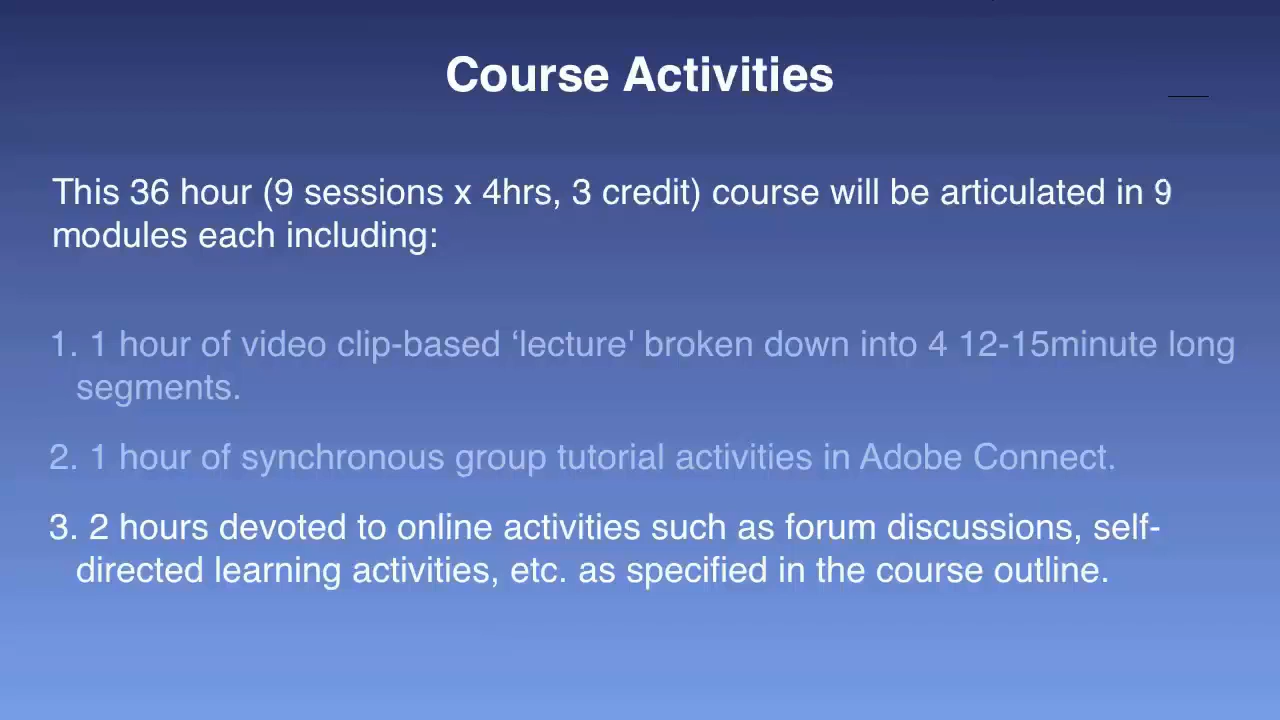 Course Activities
This 36 hour (9 sessions x 4hrs, 3 credit) course will be articulated in 9
modules each including:
1. 1 hour of video clip-based ‘lecture' broken down into 4 12-15minute long
segments.
2. 1 hour of synchronous group tutorial activities in Adobe Connect.
3. 2 hours devoted to online activities such as forum discussions, self-
directed learning activities, etc. as specified in the course outline.